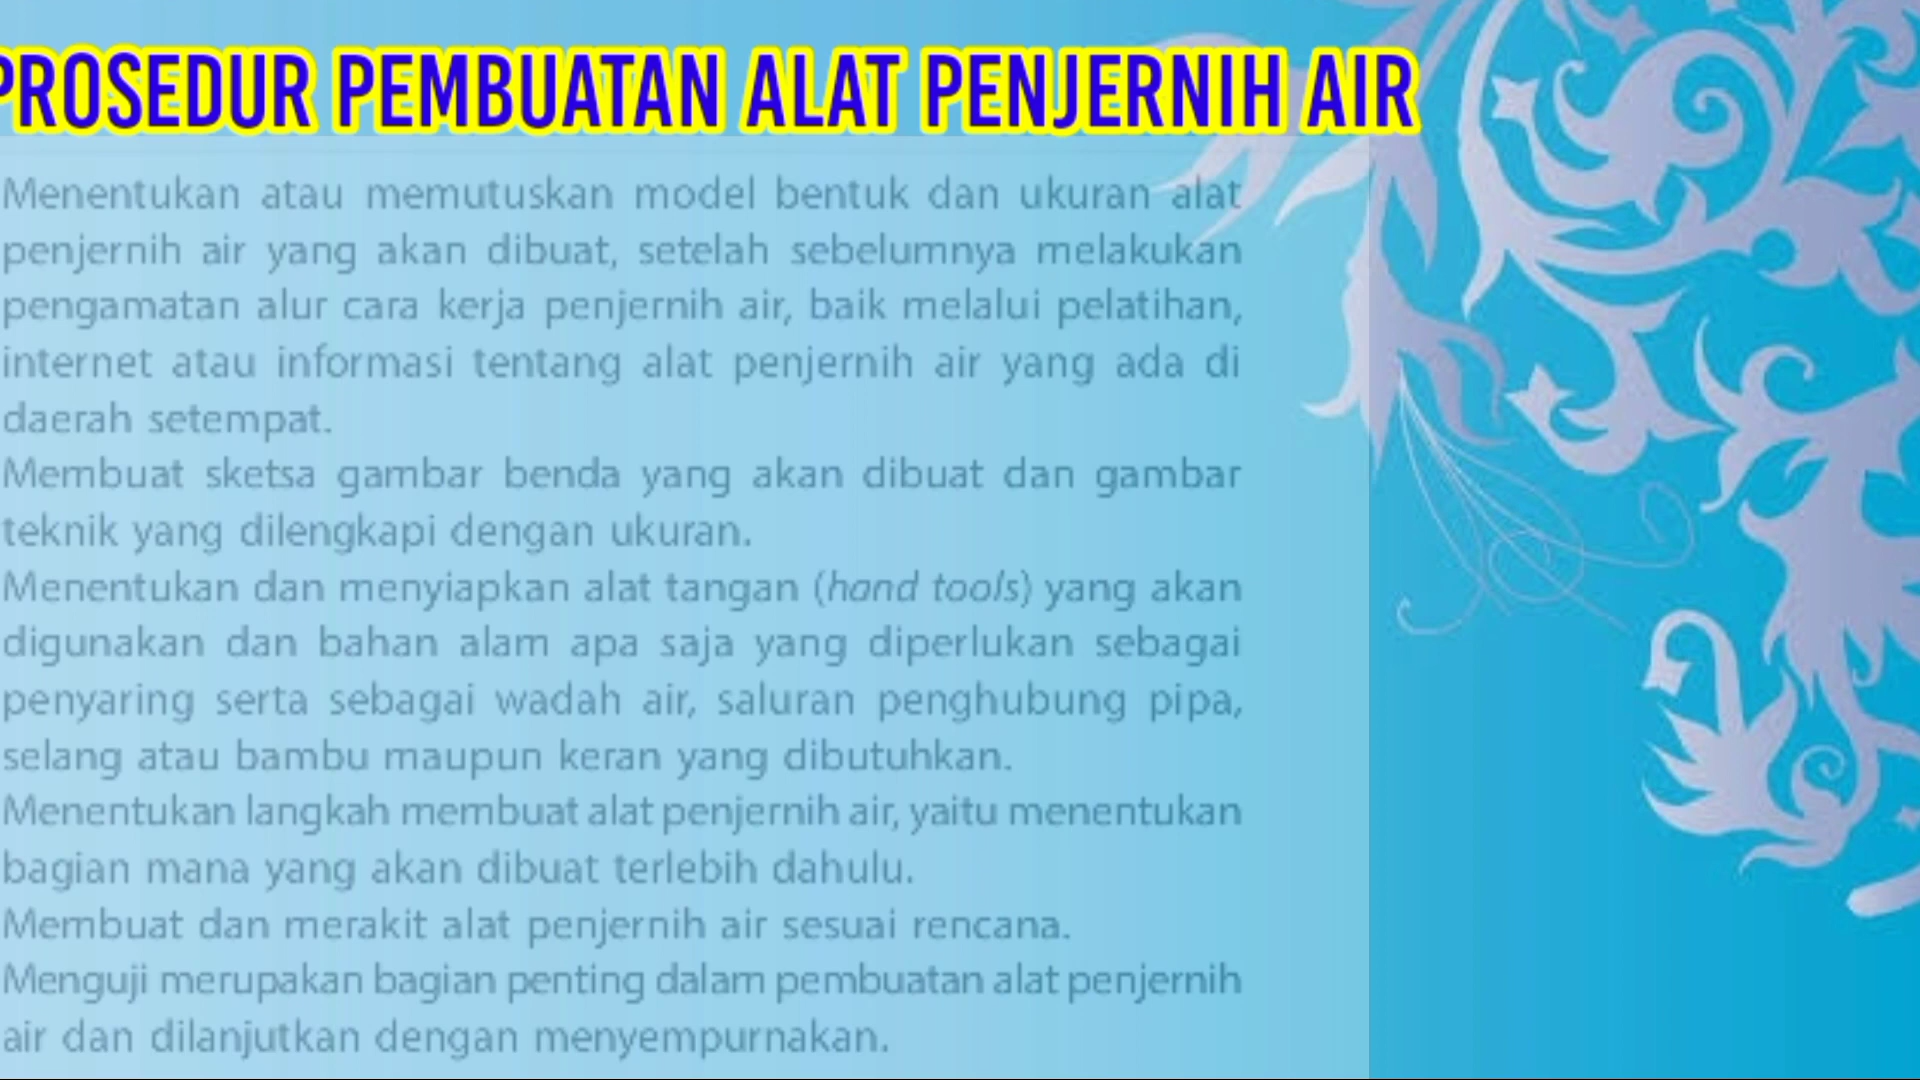 PROSEDUR PEMBUATAN ALAT PENJERNIH AIR
Menentukan atau memutuskan model bentuk dan ukuran alat
penjernih air yang akan dibuat, setelah sebelumnya melakukan
pengamatan alur cara kerja penjernih air, baik melalui pelatihan,
internet atau informasi tentang alat penjernih air yang ada di
daerah setempat.
Membuat sketsa gambar benda yang akan dibuat dan gambar
teknik yang dilengkapi dengan ukuran.
Menentukan dan menyiapkan alat tangan (hand tools) yang akan
digunakan dan bahan alam apa saja yang diperlukan sebagai
penyaring serta sebagai wadah air, saluran penghubung pipa,
selang atau bambu maupun keran yang dibutuhkan.
Menentukan langkah membuat alat penjernih air, yaitu menentukan
bagian mana yang akan dibuat terlebih dahulu.
Membuat dan merakit alat penjernih air sesuai rencana.
Menguji merupakan bagian penting dalam pembuatan alat penjernih
air dan dilanjutkan dengan menyempurnakan.